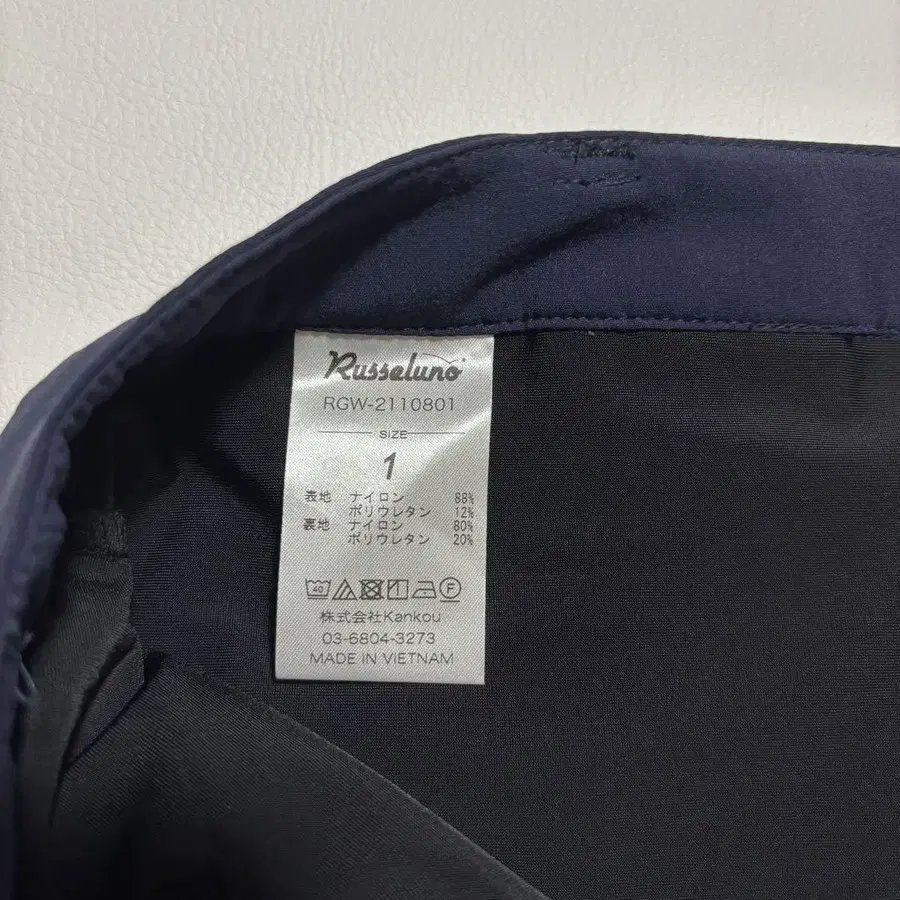 Russeluno
RGW-2110801
SIZE
1
表地 ナイロン 88%
ポリウレタン 12%
裏地 ナイロン 80%
ポリウレタン 20%
40 F
株式会社Kankou
03-6804-3273
MADE IN VIETNAM